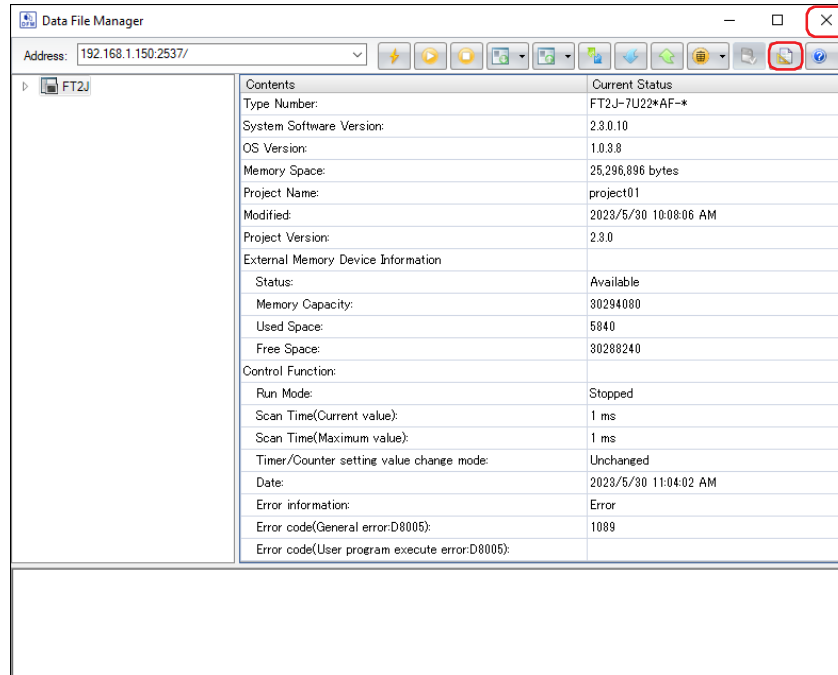 Data File Manager
Address: 192.168.1.150:2537/
FT2J
Contents Current Status
Type Number: FT2J-7U22*AF-*
System Software Version: 2.3.0.10
OS Version: 1.0.3.8
Memory Space: 25,296,896 bytes
Project Name: project01
Modified: 2023/5/30 10:08:06 AM
Project Version: 2.3.0
External Memory Device Information
Status: Available
Memory Capacity: 30294080
Used Space: 5840
Free Space: 30288240
Control Function:
Run Mode: Stopped
Scan Time(Current value): 1 ms
Scan Time(Maximum value): 1 ms
Timer/Counter setting value change mode: Unchanged
Date: 2023/5/30 11:04:02 AM
Error information: Error
Error code(General error:D8005): 1089
Error code(User program execute error:D8005):